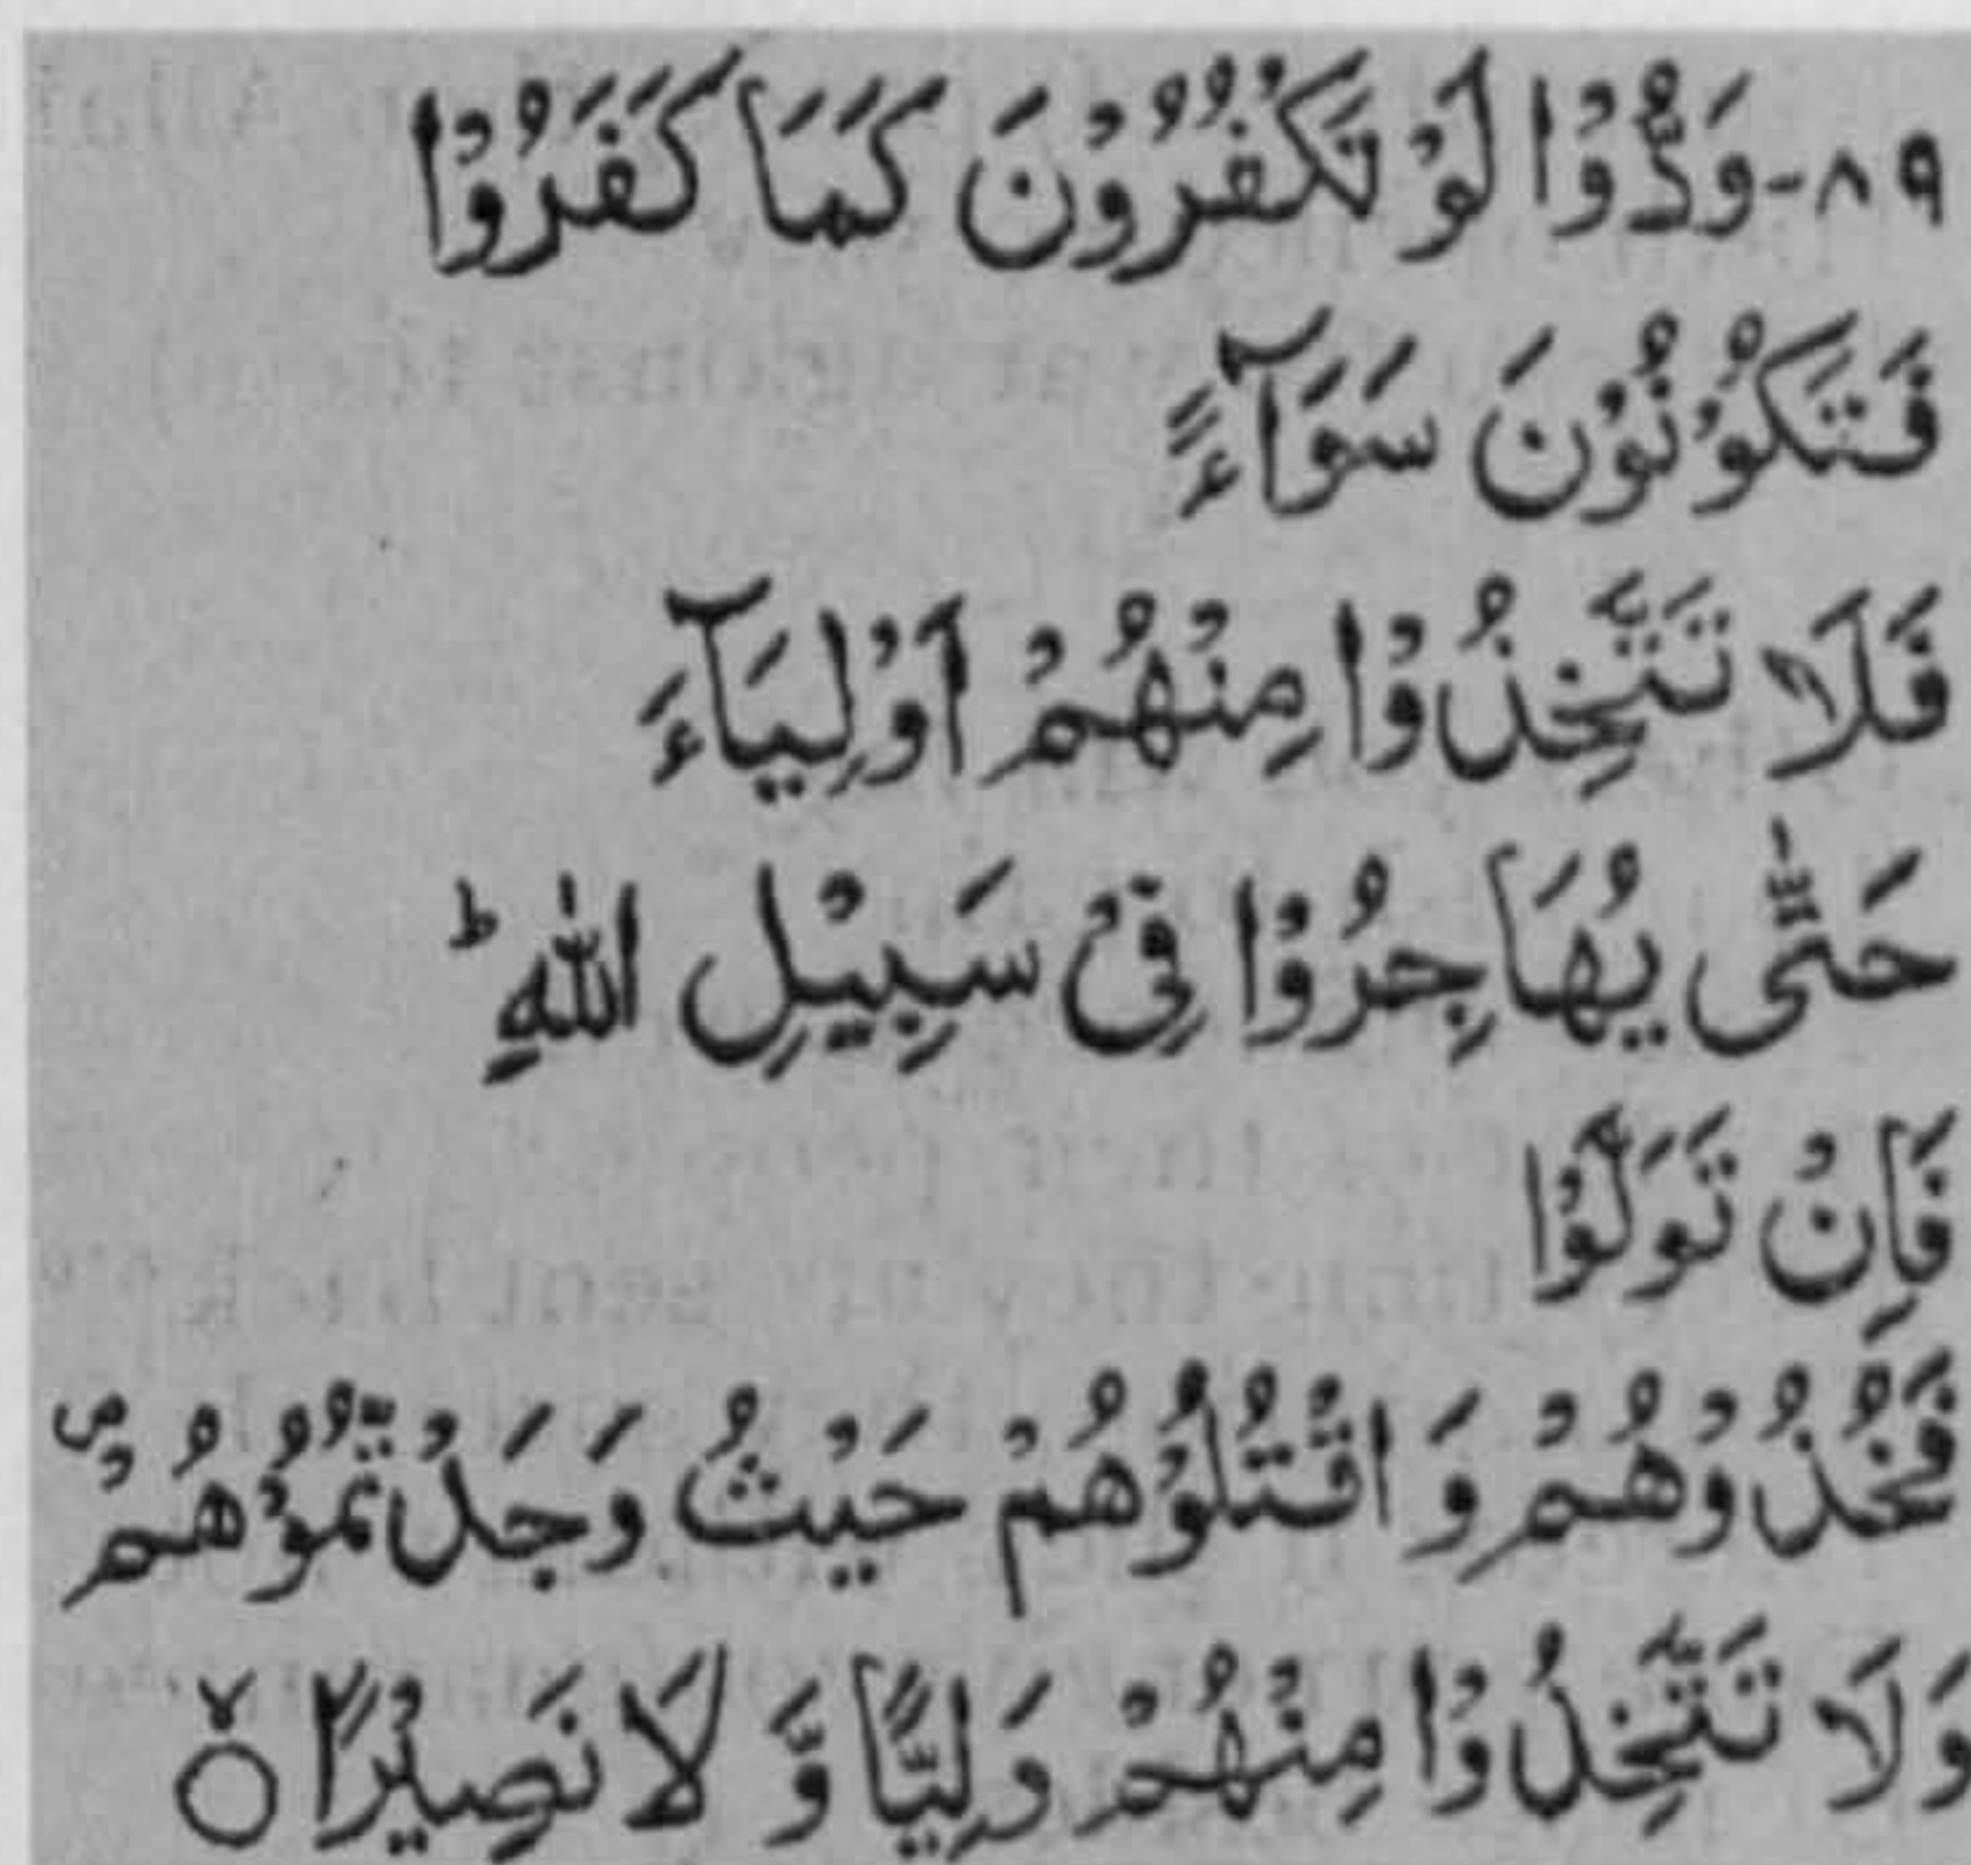 ٨٩-وَدُّوْا لَوْ تَكْفُرُوْنَ كَمَا كَفَرُوْا
فَتَكُوْنُوْنَ سَوَآءً
فَلَا تَتَّخِذُوْا مِنْهُمْ اَوْلِيَآءَ
حَتّٰى يُهَاجِرُوْا فِيْ سَبِيْلِ اللّٰهِ ؕ
فَاِنْ تَوَلَّوْا
فَخُذُوْهُمْ وَ اقْتُلُوْهُمْ حَيْثُ وَجَدْتُّمُوْهُمْ ۪
وَلَا تَتَّخِذُوْا مِنْهُمْ وَلِيًّا وَّ لَا نَصِيْرًا ۙ○